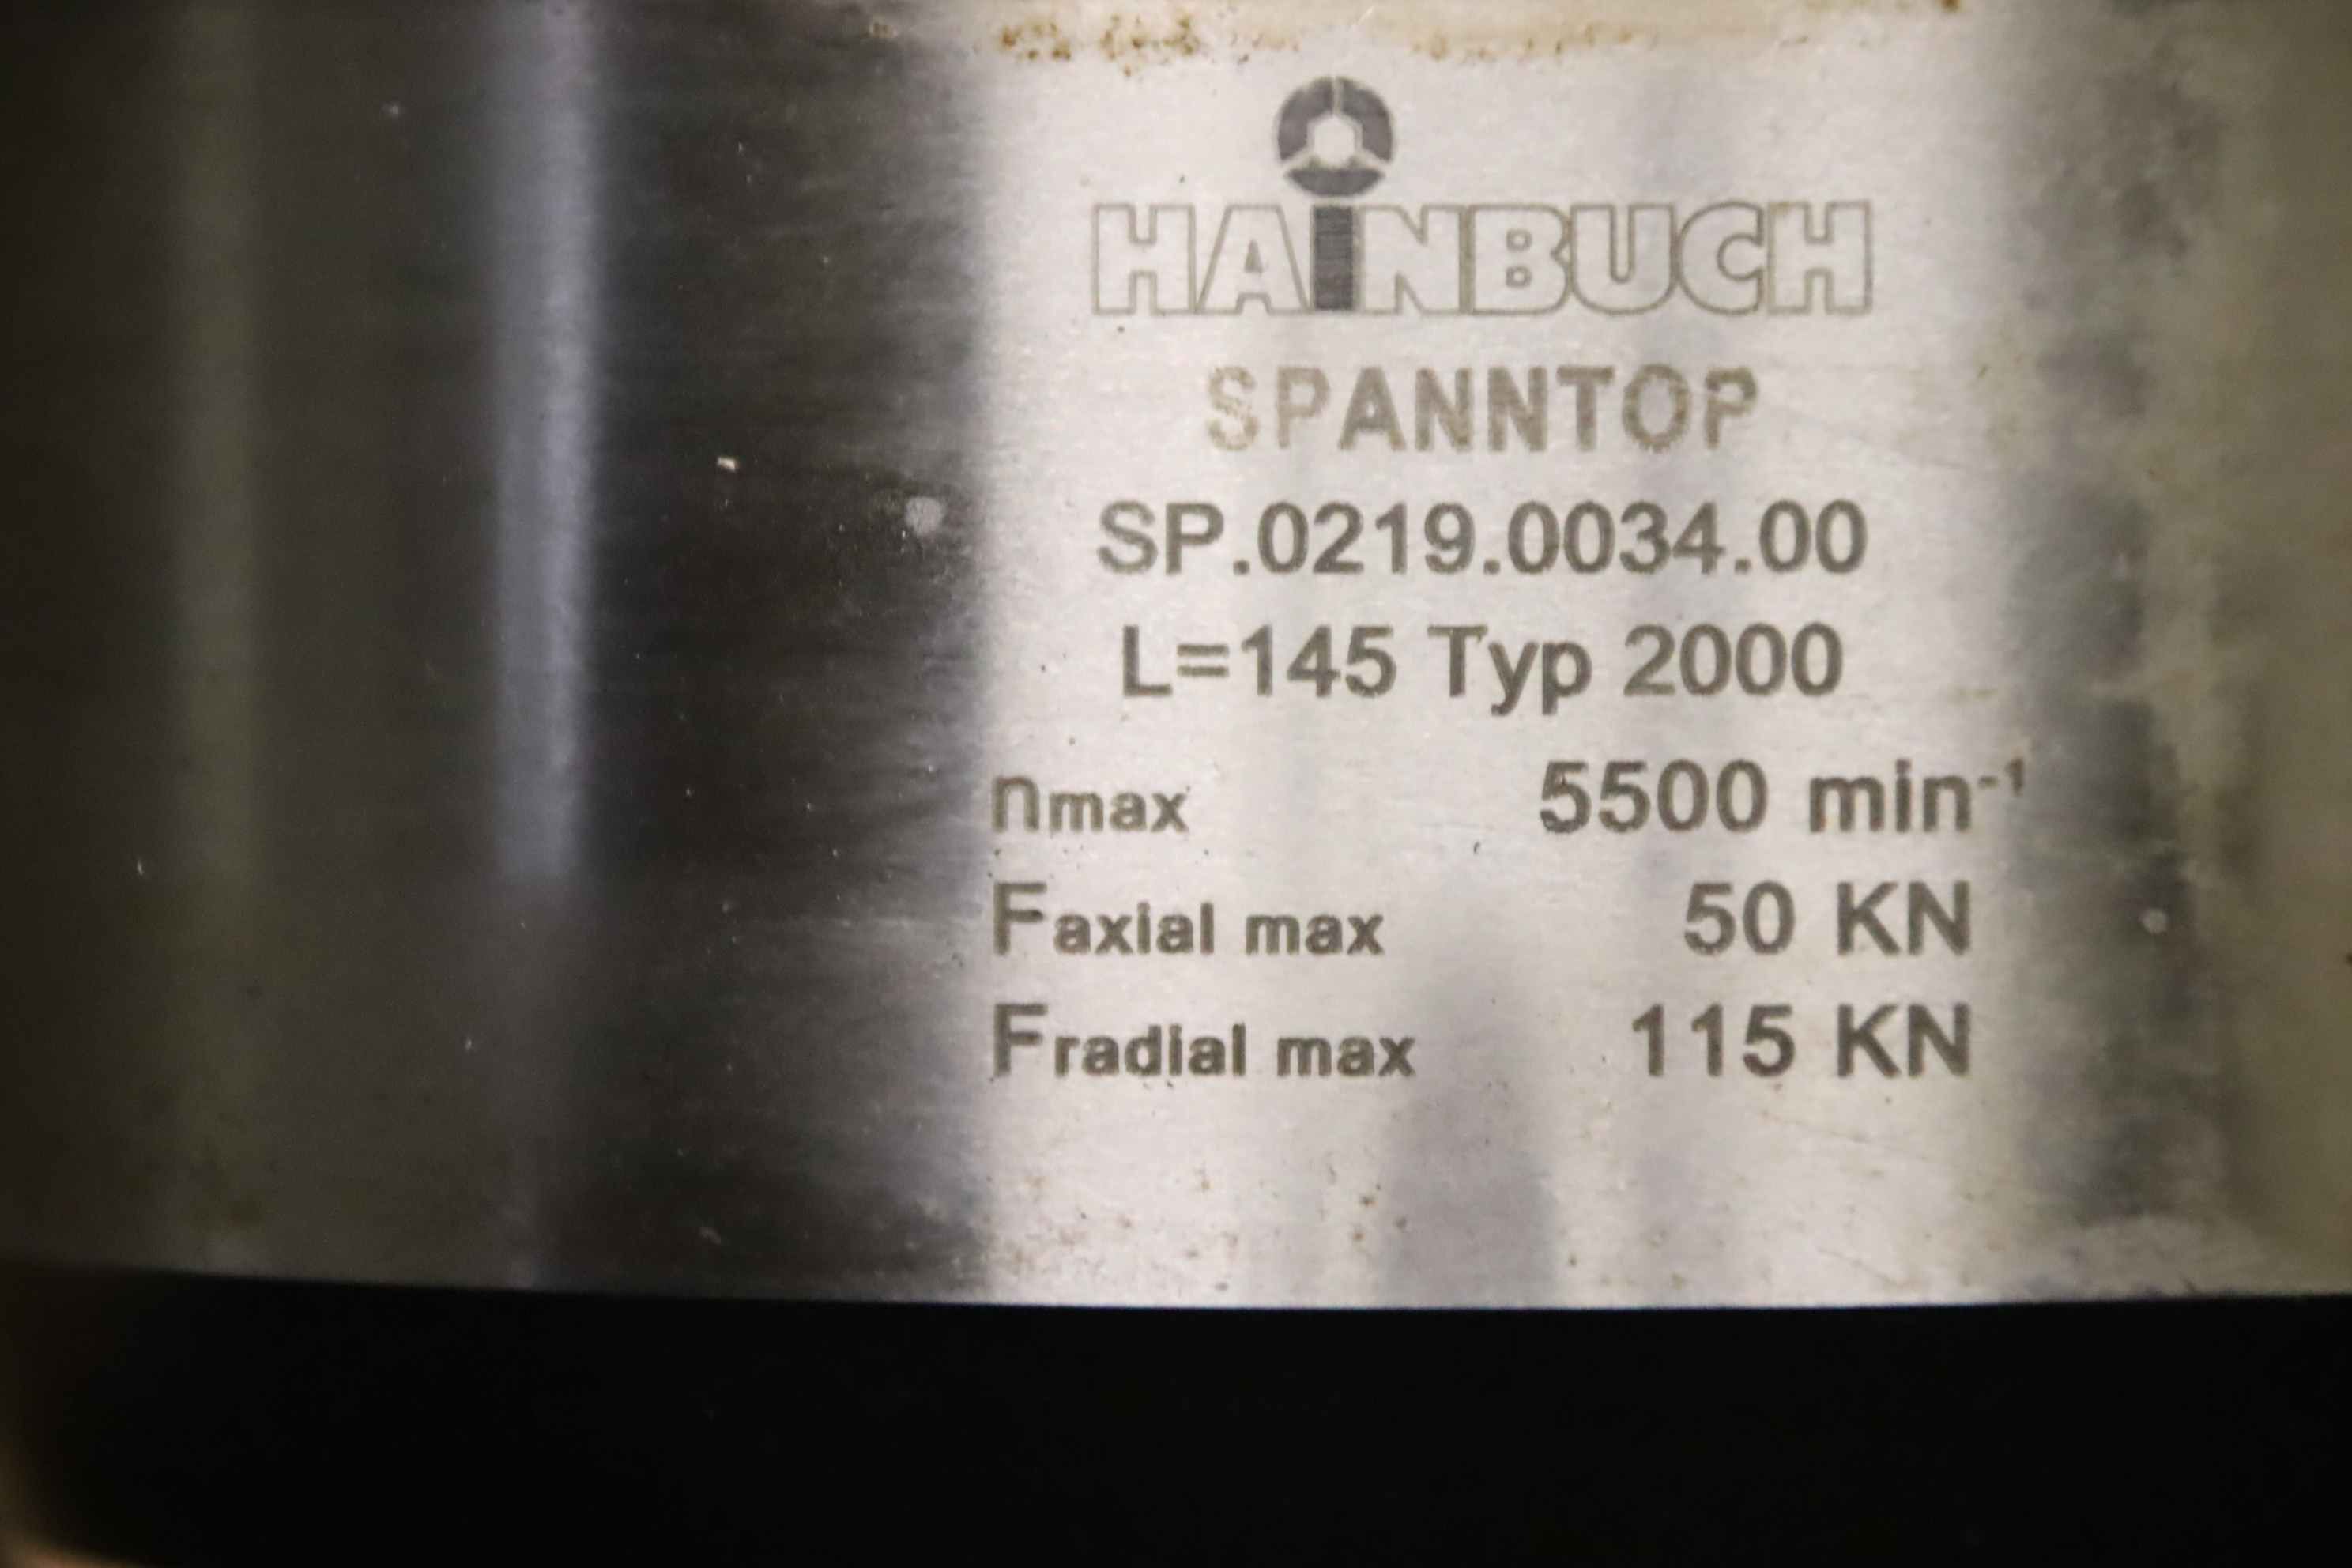 HAiNBUCH
SPANNTOP
SP.0219.0034.00
L=145 Typ 2000
nmax 5500 min⁻¹
Faxial max 50 KN
Fradial max 115 KN